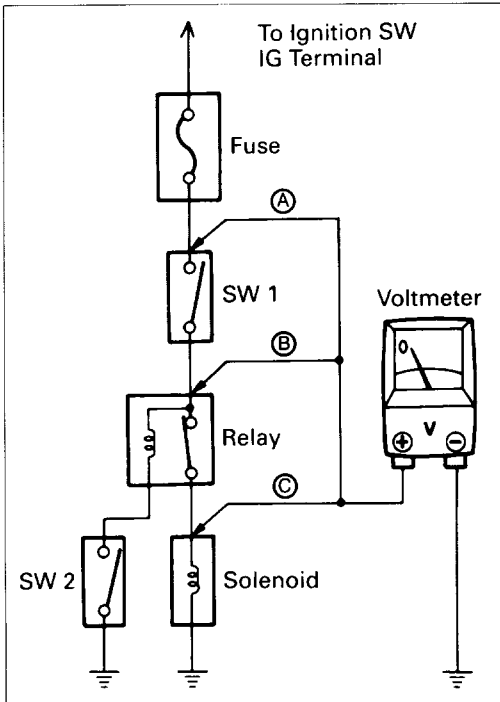 To Ignition SW
IG Terminal
Fuse
A
SW 1
Voltmeter
0
B
V
+ −
Relay
C
SW 2
Solenoid